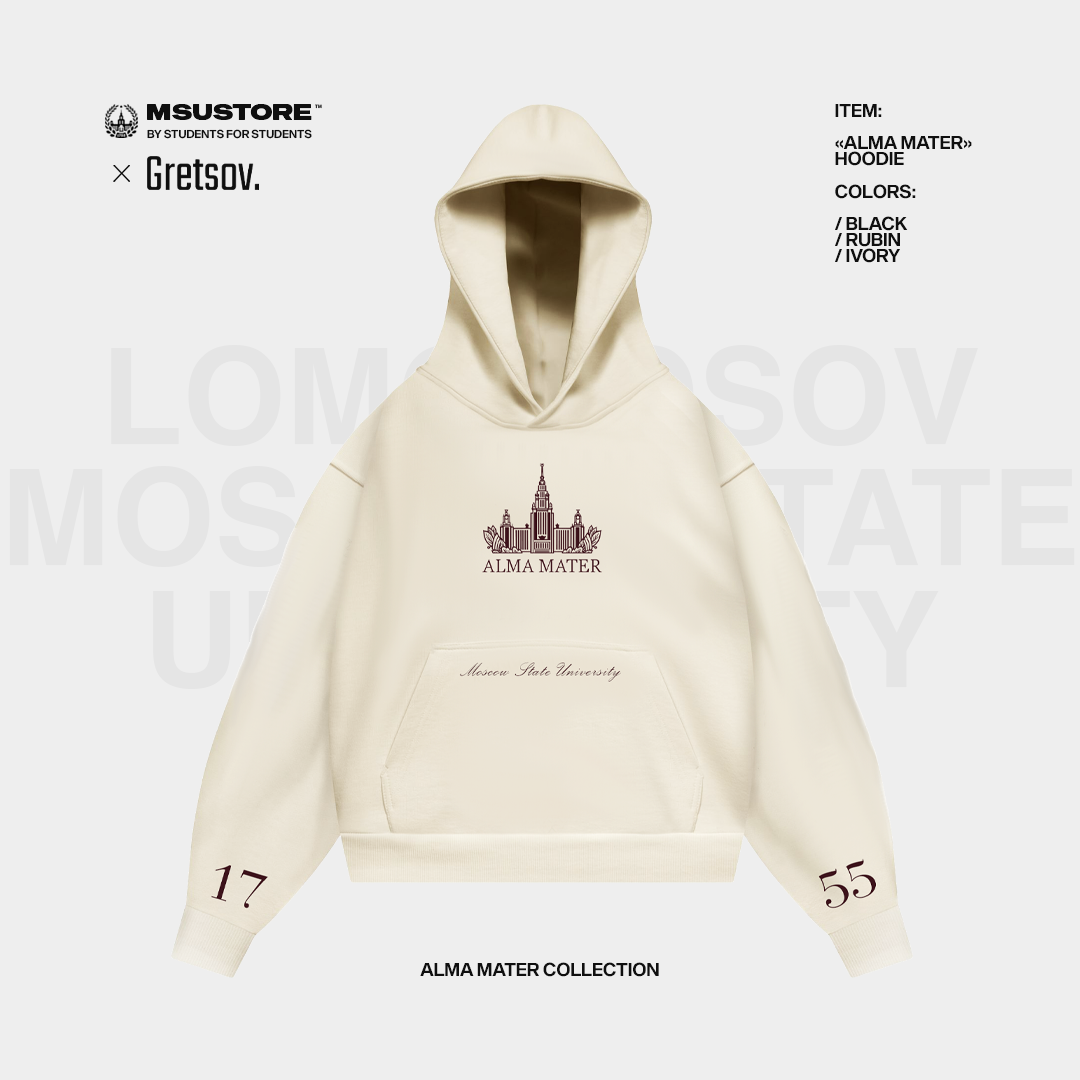 MSUSTORE™
BY STUDENTS FOR STUDENTS
× Gretsov.
ITEM:
«ALMA MATER»
HOODIE
COLORS:
/ BLACK
/ RUBIN
/ IVORY
ALMA MATER
Moscow State University
17
55
ALMA MATER COLLECTION